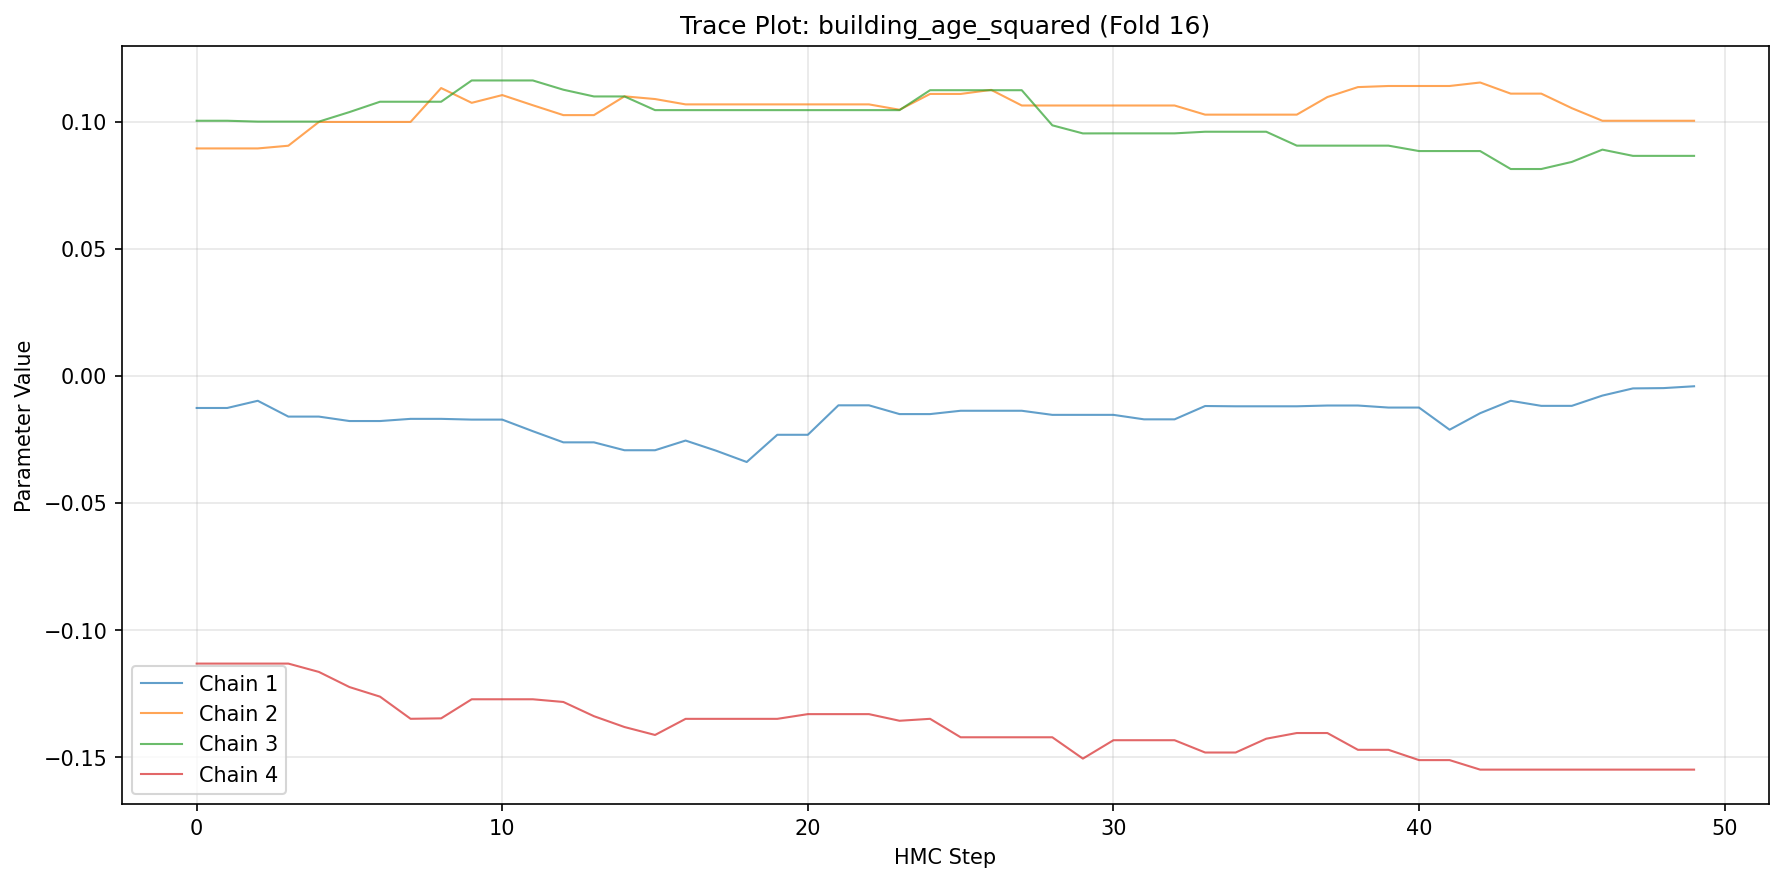 Trace Plot: building_age_squared (Fold 16)
Parameter Value
0.10
0.05
0.00
−0.05
−0.10
−0.15
Chain 1
Chain 2
Chain 3
Chain 4
0 10 20 30 40 50
HMC Step